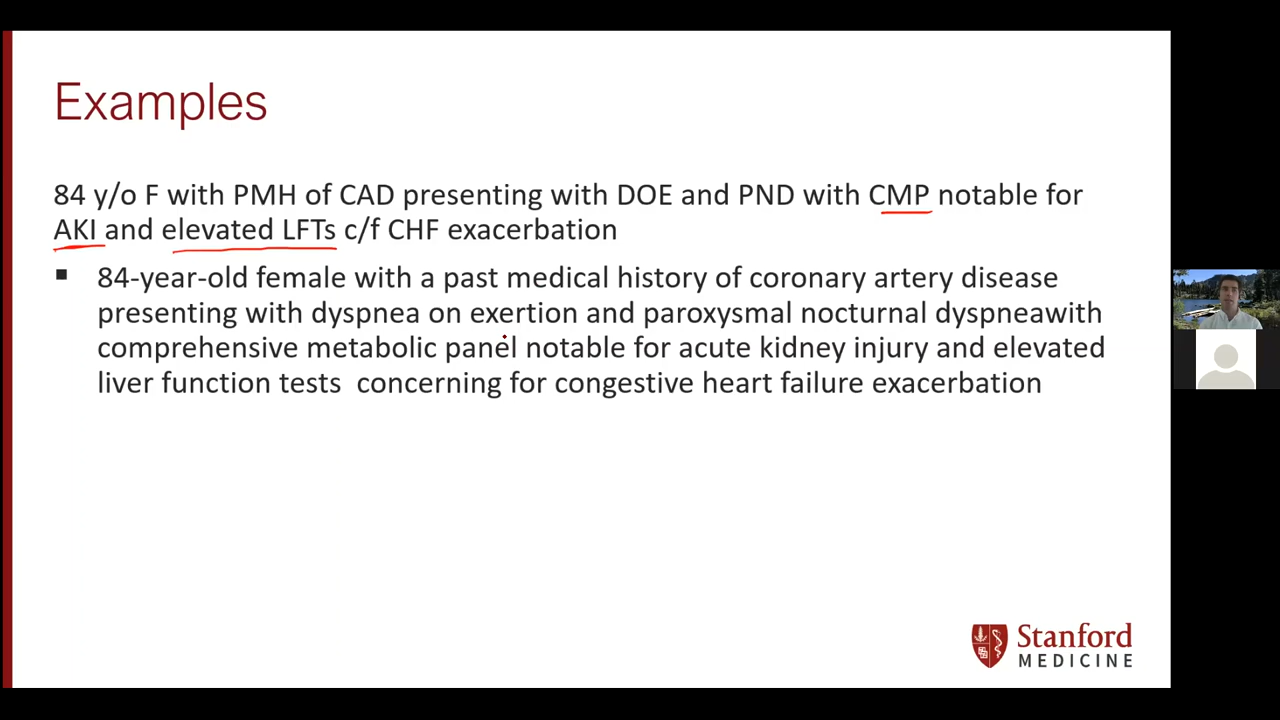 Examples
84 y/o F with PMH of CAD presenting with DOE and PND with CMP notable for
AKI and elevated LFTs c/f CHF exacerbation
▪ 84-year-old female with a past medical history of coronary artery disease
presenting with dyspnea on exertion and paroxysmal nocturnal dyspneawith
comprehensive metabolic panel notable for acute kidney injury and elevated
liver function tests  concerning for congestive heart failure exacerbation
Stanford
MEDICINE